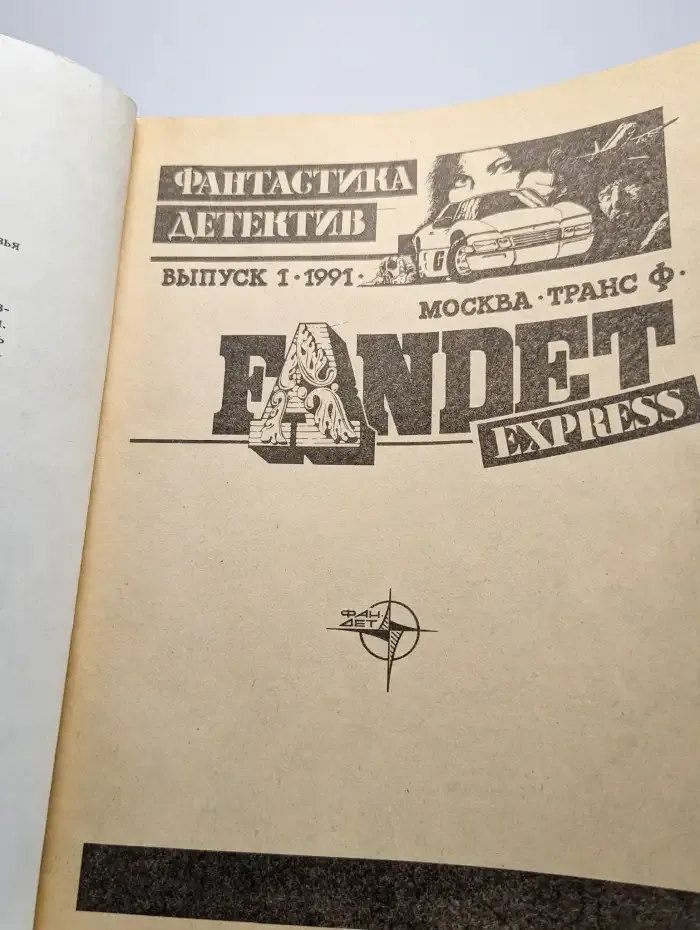 ФАНТАСТИКА
ДЕТЕКТИВ
ВЫПУСК 1·1991·
МОСКВА·ТРАНС Ф·
FANDET
EXPRESS
ФАН·
ДЕТ